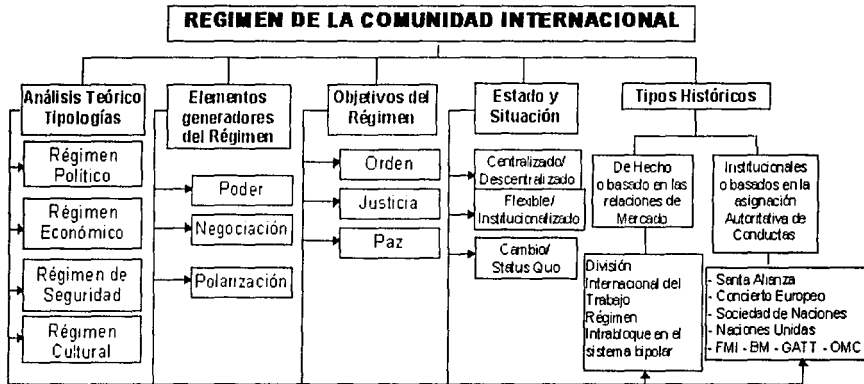 REGIMEN DE LA COMUNIDAD INTERNACIONAL
Análisis Teórico
Tipologías
Régimen
Político
Régimen
Económico
Régimen de
Seguridad
Régimen
Cultural
Elementos
generadores
del Régimen
Poder
Negociación
Polarización
Objetivos del
Régimen
Orden
Justicia
Paz
Estado y
Situación
Centralizado/
Descentralizado
Flexible/
Institucionalizado
Cambio/
Status Quo
Tipos Históricos
De Hecho
o basado en las
relaciones de
Mercado
División
Internacional del
Trabajo
Régimen
Intrabloque en el
sistema bipolar
Institucionales
o basados en la
asignación
Autoritativa de
Conductas
- Santa Alianza
- Concierto Europeo
- Sociedad de Naciones
- Naciones Unidas
- FMI - BM - GATT - OMC